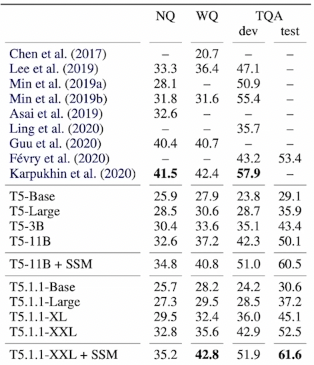 NQ WQ TQA
dev test
Chen et al. (2017) – 20.7 – –
Lee et al. (2019) 33.3 36.4 47.1 –
Min et al. (2019a) 28.1 – 50.9 –
Min et al. (2019b) 31.8 31.6 55.4 –
Asai et al. (2019) 32.6 – – –
Ling et al. (2020) – – 35.7 –
Guu et al. (2020) 40.4 40.7 – –
Févry et al. (2020) – – 43.2 53.4
Karpukhin et al. (2020) 41.5 42.4 57.9 –
T5-Base 25.9 27.9 23.8 29.1
T5-Large 28.5 30.6 28.7 35.9
T5-3B 30.4 33.6 35.1 43.4
T5-11B 32.6 37.2 42.3 50.1
T5-11B + SSM 34.8 40.8 51.0 60.5
T5.1.1-Base 25.7 28.2 24.2 30.6
T5.1.1-Large 27.3 29.5 28.5 37.2
T5.1.1-XL 29.5 32.4 36.0 45.1
T5.1.1-XXL 32.8 35.6 42.9 52.5
T5.1.1-XXL + SSM 35.2 42.8 51.9 61.6